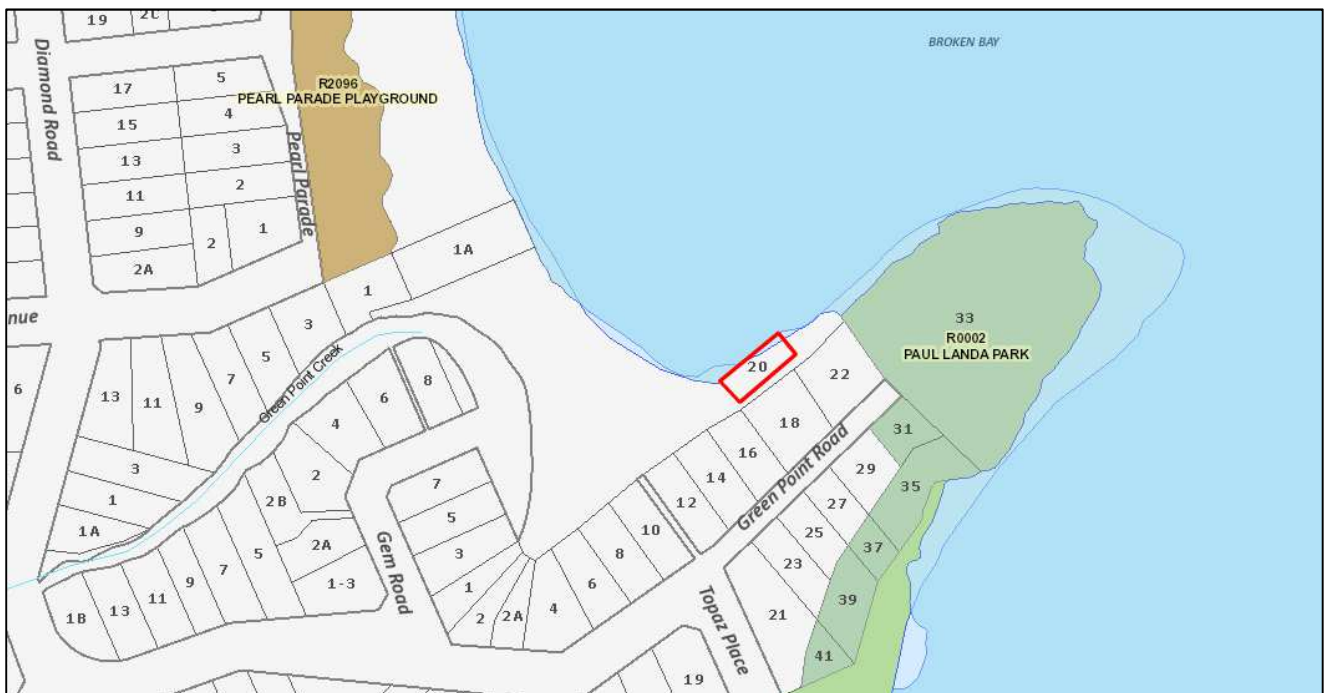 19
2C
BROKEN BAY
Diamond Road
R2096
PEARL PARADE PLAYGROUND
17
5
15
4
13
3
11
2
9
2
1
2A
Pearl Parade
1A
1
nue
3
5
7
9
11
13
6
Green Point Creek
8
6
4
2
3
1
1A
2B
2A
1-3
5
7
9
11
13
1B
Gem Road
7
5
3
1
2
2A
4
6
8
10
12
14
16
18
20
22
33
R0002
PAUL LANDA PARK
Green Point Road
31
29
35
27
25
37
23
39
21
41
Topaz Place
19